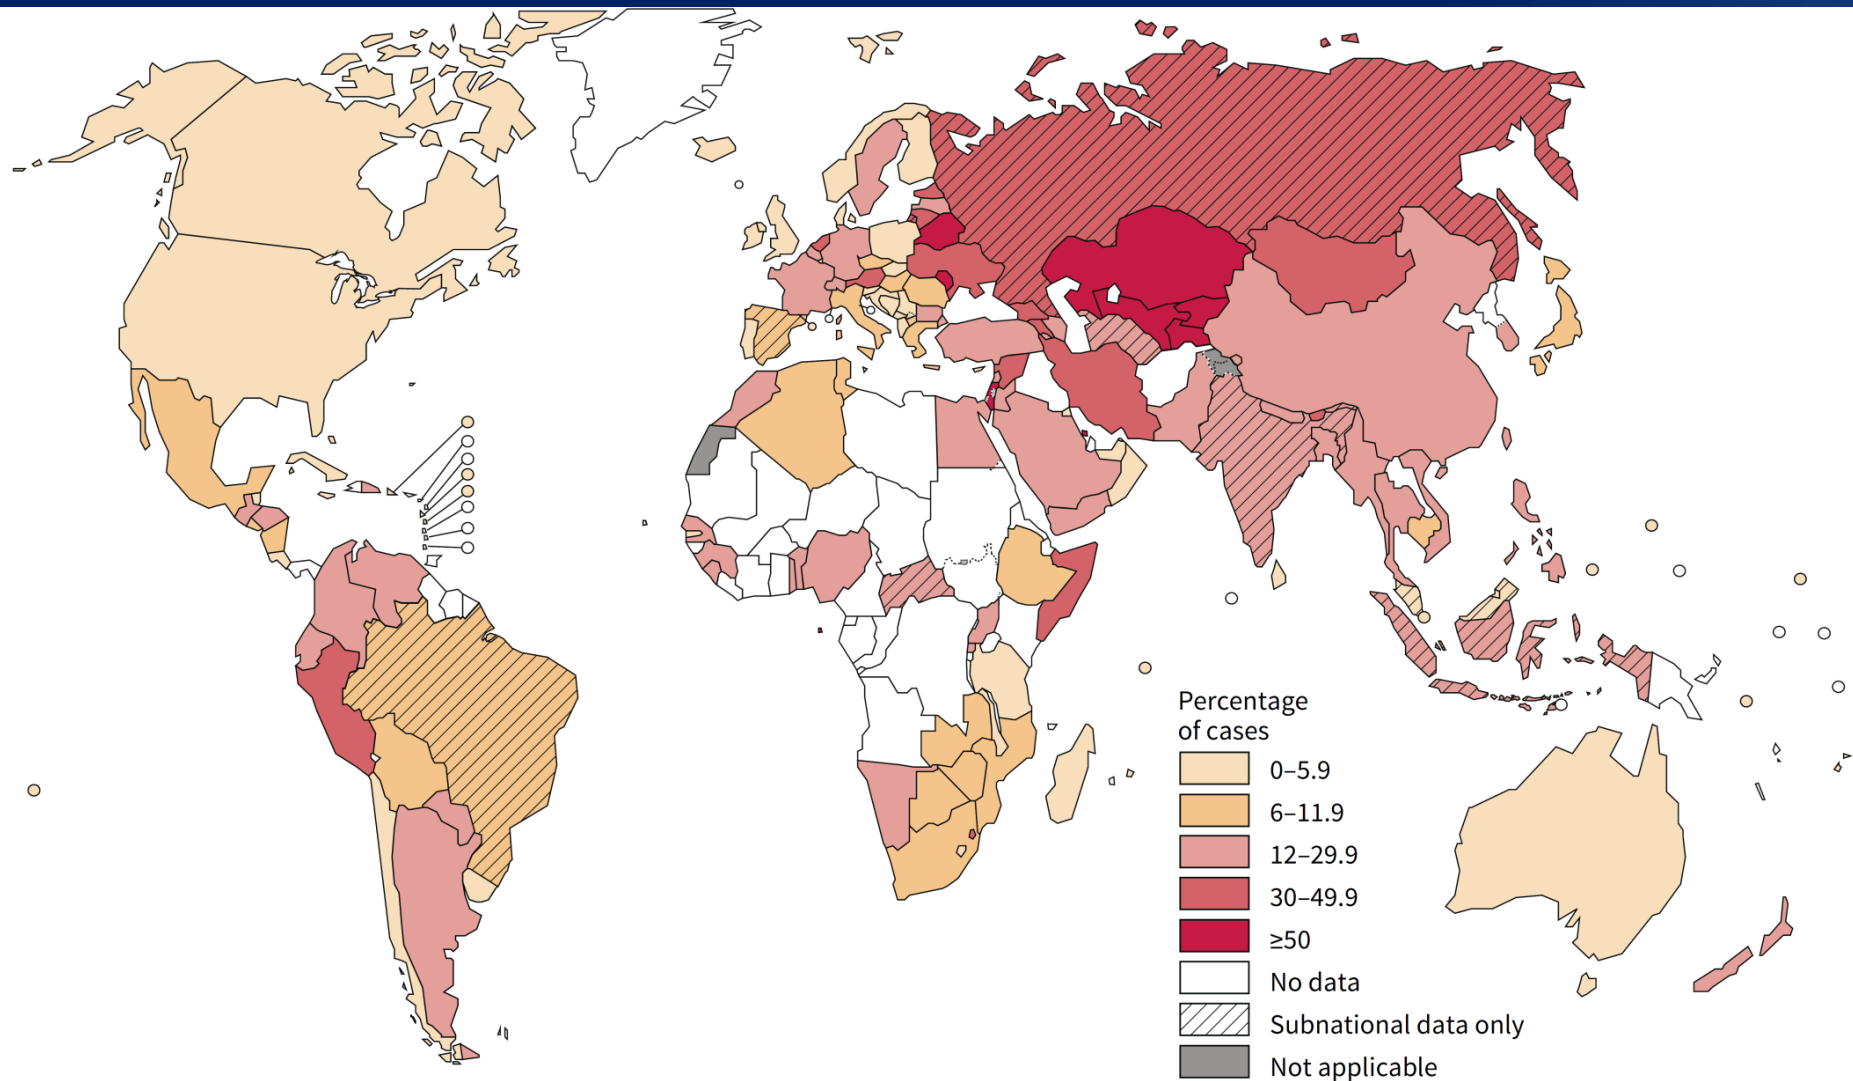 Percentage
of cases
0–5.9
6–11.9
12–29.9
30–49.9
≥50
No data
Subnational data only
Not applicable